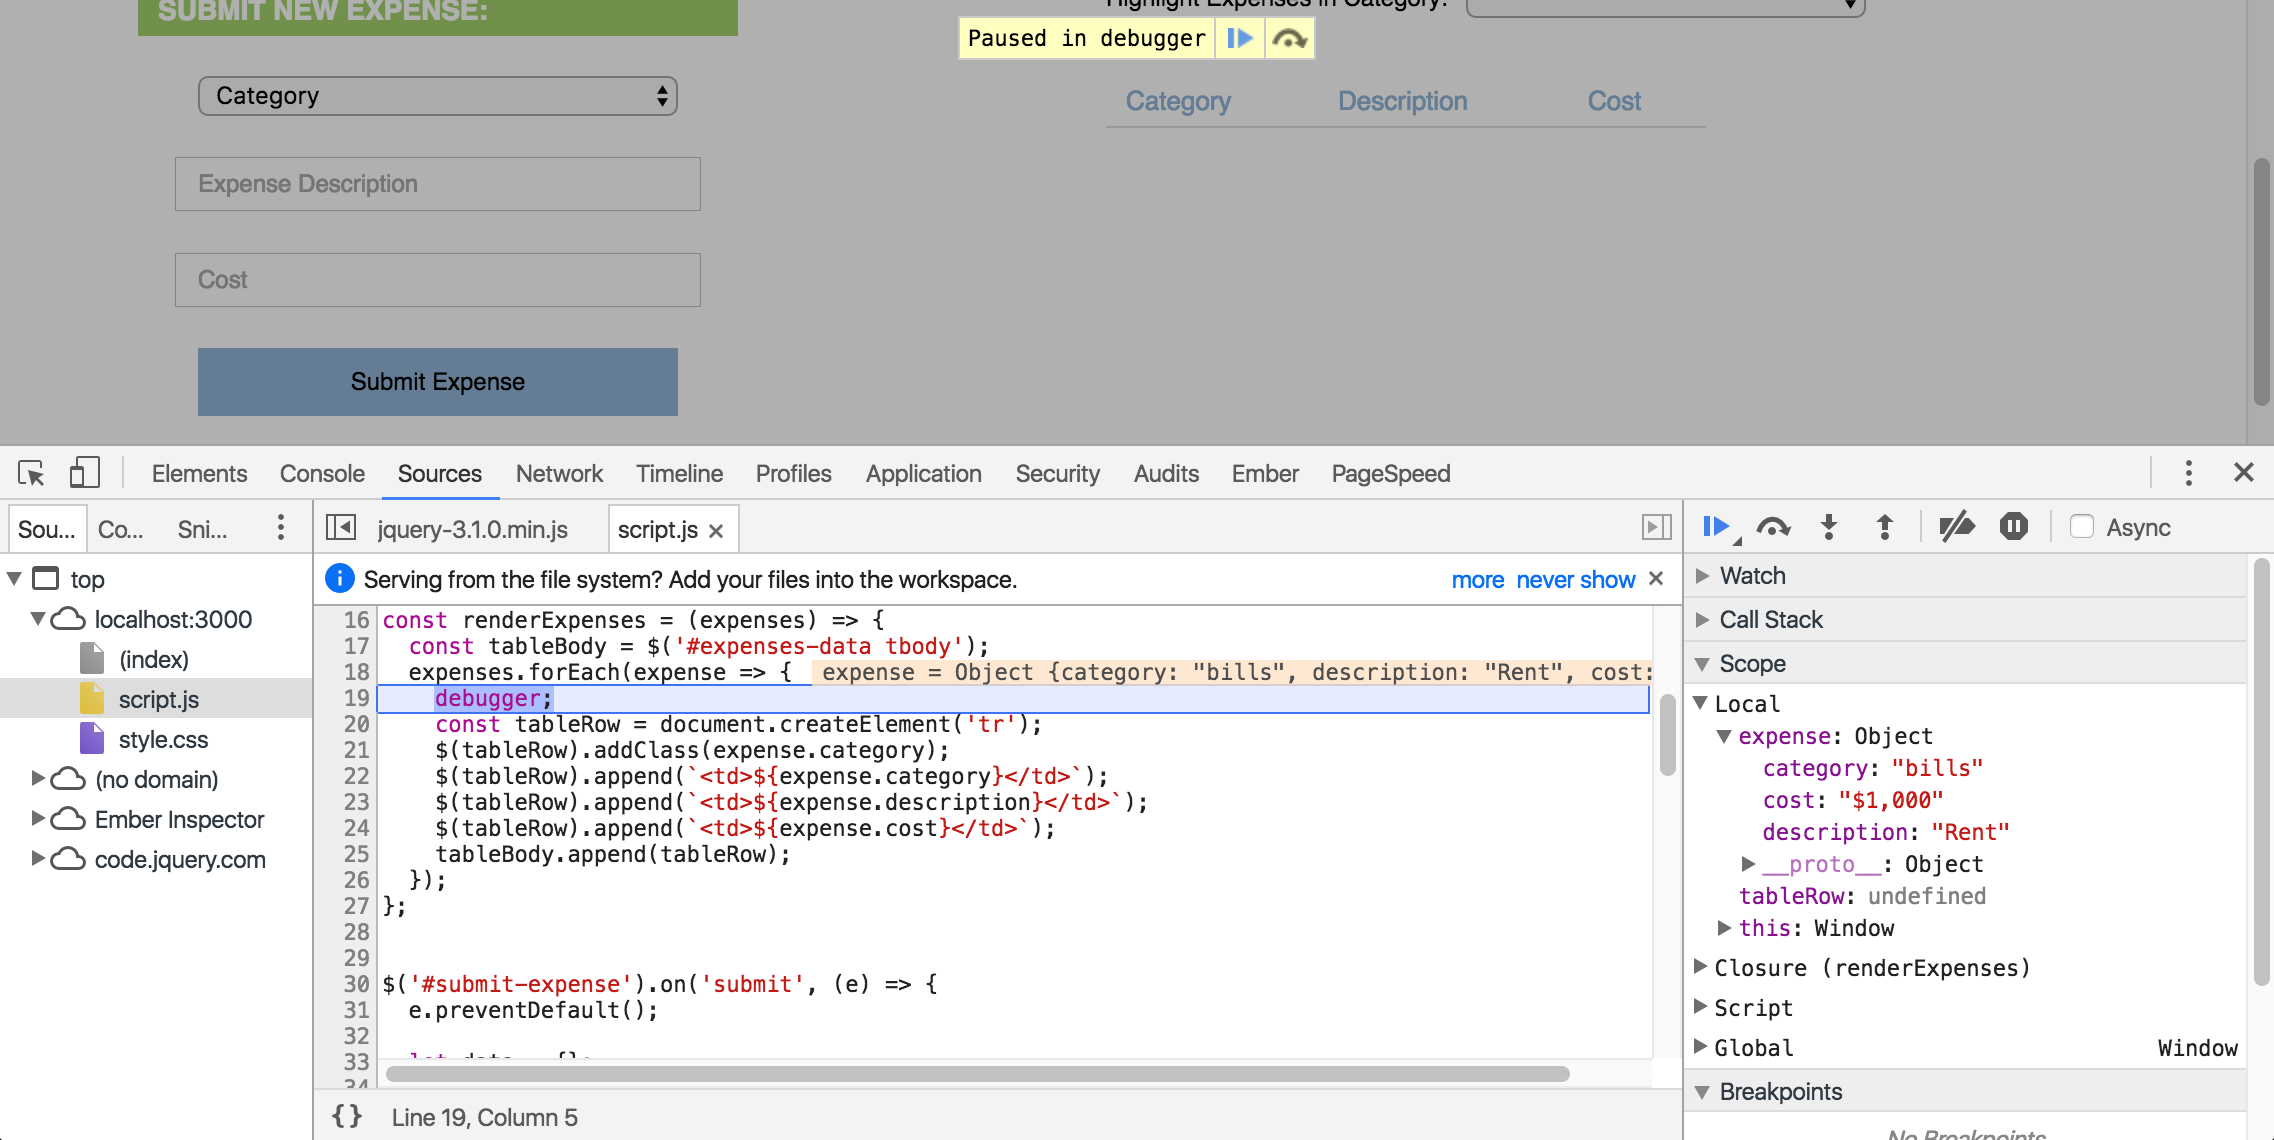 SUBMIT NEW EXPENSE:
Highlight Expenses in Category:
Paused in debugger
Category
Category Description Cost
Expense Description
Cost
Submit Expense
Elements Console Sources Network Timeline Profiles Application Security Audits Ember PageSpeed
Sou... Co... Sni...
jquery-3.1.0.min.js script.js ×
Async
Serving from the file system? Add your files into the workspace. more never show ×
top
localhost:3000
(index)
script.js
style.css
(no domain)
Ember Inspector
code.jquery.com
16 const renderExpenses = (expenses) => {
17 const tableBody = $('#expenses-data tbody');
18 expenses.forEach(expense => { expense = Object {category: "bills", description: "Rent", cost:
19 debugger;
20 const tableRow = document.createElement('tr');
21 $(tableRow).addClass(expense.category);
22 $(tableRow).append(`<td>${expense.category}</td>`);
23 $(tableRow).append(`<td>${expense.description}</td>`);
24 $(tableRow).append(`<td>${expense.cost}</td>`);
25 tableBody.append(tableRow);
26 });
27 };
28
29
30 $('#submit-expense').on('submit', (e) => {
31 e.preventDefault();
32
33 let data = {};
34
{} Line 19, Column 5
Watch
Call Stack
Scope
Local
expense: Object
category: "bills"
cost: "$1,000"
description: "Rent"
__proto__: Object
tableRow: undefined
this: Window
Closure (renderExpenses)
Script
Global Window
Breakpoints
No Breakpoints